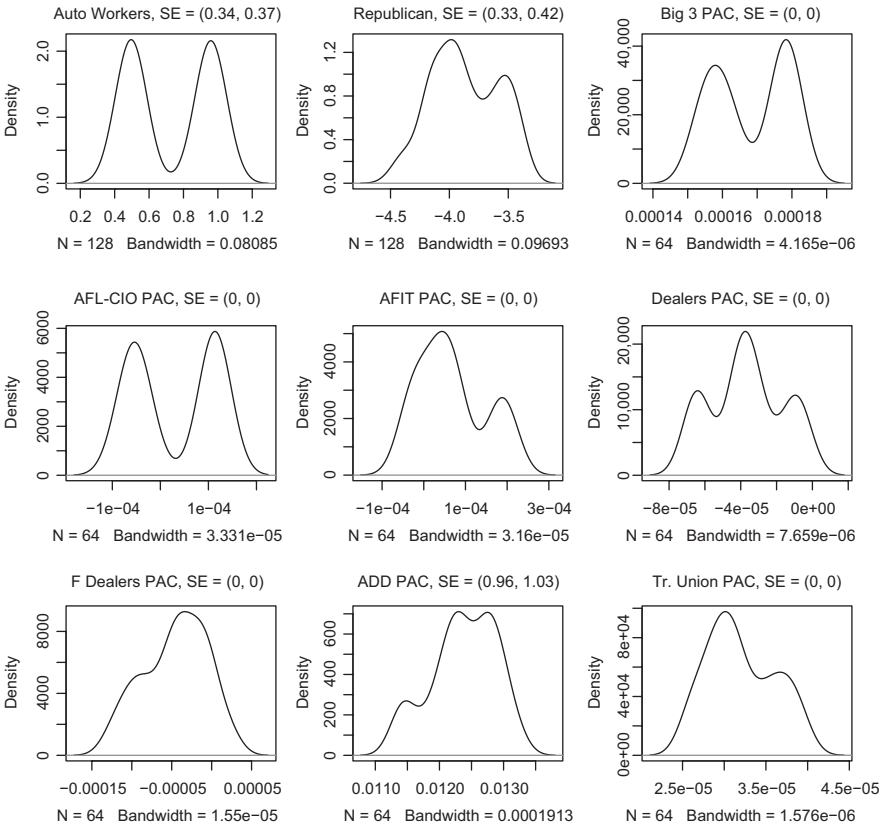 Auto Workers, SE = (0.34, 0.37)
Density
0.0 1.0 2.0
0.2 0.4 0.6 0.8 1.0 1.2
N = 128 Bandwidth = 0.08085
Republican, SE = (0.33, 0.42)
Density
0.0 0.4 0.8 1.2
−4.5 −4.0 −3.5
N = 128 Bandwidth = 0.09693
Big 3 PAC, SE = (0, 0)
Density
0 20,000 40,000
0.00014 0.00016 0.00018
N = 64 Bandwidth = 4.165e−06
AFL-CIO PAC, SE = (0, 0)
Density
0 2000 4000 6000
−1e−04 1e−04
N = 64 Bandwidth = 3.331e−05
AFIT PAC, SE = (0, 0)
Density
0 2000 4000
−1e−04 1e−04 3e−04
N = 64 Bandwidth = 3.16e−05
Dealers PAC, SE = (0, 0)
Density
0 10,000 20,000
−8e−05 −4e−05 0e+00
N = 64 Bandwidth = 7.659e−06
F Dealers PAC, SE = (0, 0)
Density
0 4000 8000
−0.00015 −0.00005 0.00005
N = 64 Bandwidth = 1.55e−05
ADD PAC, SE = (0.96, 1.03)
Density
0 200 400 600
0.0110 0.0120 0.0130
N = 64 Bandwidth = 0.0001913
Tr. Union PAC, SE = (0, 0)
Density
0e+00 4e+04 8e+04
2.5e−05 3.5e−05 4.5e−05
N = 64 Bandwidth = 1.576e−06